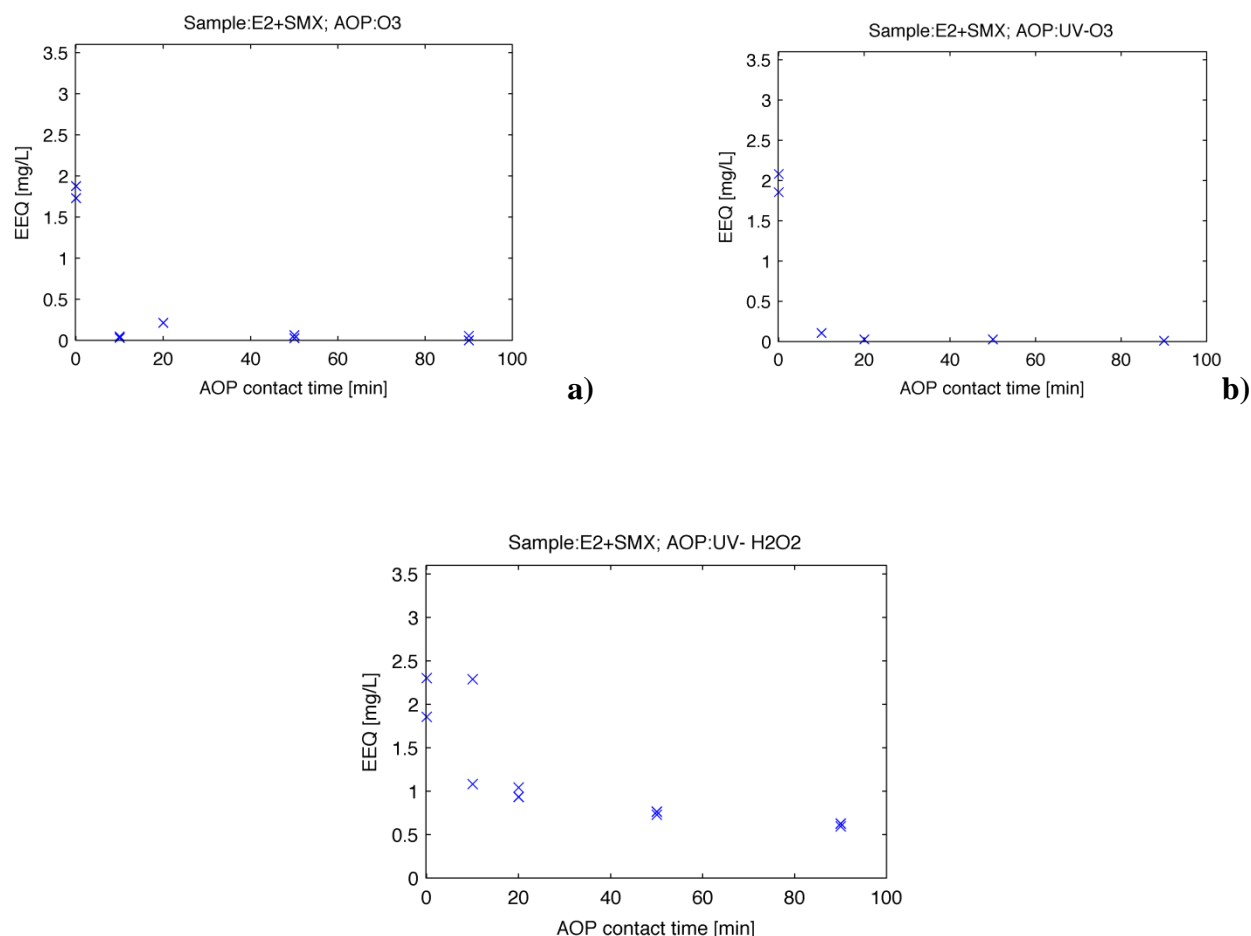 Sample:E2+SMX; AOP:O3
3.5
3
2.5
2
1.5
1
0.5
0
EEQ [mg/L]
0 20 40 60 80 100
AOP contact time [min]
a)
Sample:E2+SMX; AOP:UV-O3
3.5
3
2.5
2
1.5
1
0.5
0
EEQ [mg/L]
0 20 40 60 80 100
AOP contact time [min]
b)
Sample:E2+SMX; AOP:UV- H2O2
3.5
3
2.5
2
1.5
1
0.5
0
EEQ [mg/L]
0 20 40 60 80 100
AOP contact time [min]